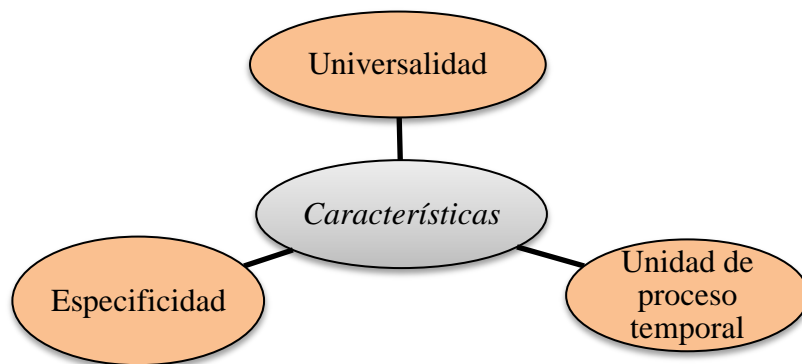 Universalidad
Características
Especificidad
Unidad de
proceso
temporal